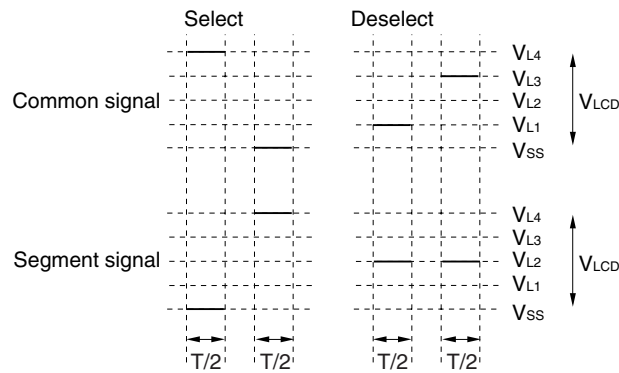 Select Deselect
VL4
VL3
Common signal VL2 VLCD
VL1
VSS
VL4
VL3
Segment signal VL2 VLCD
VL1
VSS
T/2 T/2 T/2 T/2